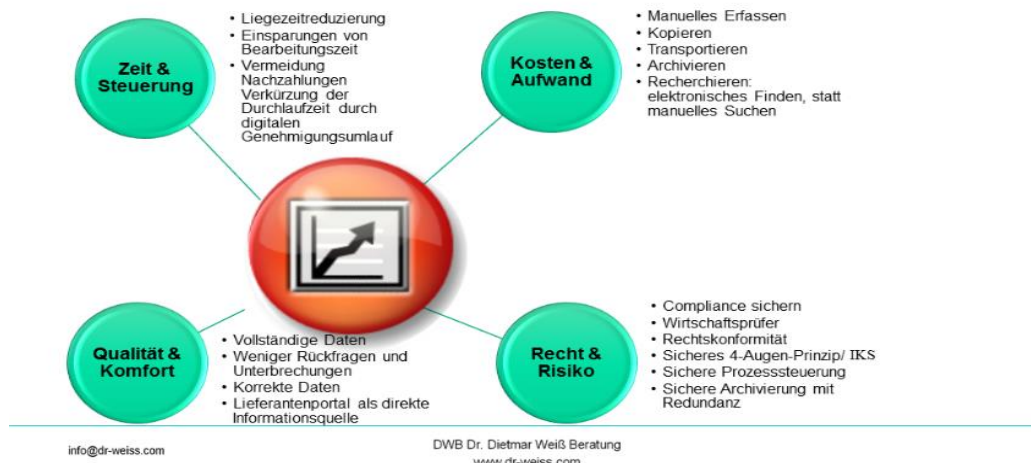 Zeit &
Steuerung
• Liegezeitreduzierung
• Einsparungen von
Bearbeitungszeit
• Vermeidung
Nachzahlungen
Verkürzung der
Durchlaufzeit durch
digitalen
Genehmigungsumlauf
Kosten &
Aufwand
• Manuelles Erfassen
• Kopieren
• Transportieren
• Archivieren
• Recherchieren:
elektronisches Finden, statt
manuelles Suchen
Qualität &
Komfort
• Vollständige Daten
• Weniger Rückfragen und
Unterbrechungen
• Korrekte Daten
• Lieferantenportal als direkte
Informationsquelle
Recht &
Risiko
• Compliance sichern
• Wirtschaftsprüfer
• Rechtskonformität
• Sicheres 4-Augen-Prinzip/ IKS
• Sichere Prozesssteuerung
• Sichere Archivierung mit
Redundanz
info@dr-weiss.com
DWB Dr. Dietmar Weiß Beratung
www.dr-weiss.com